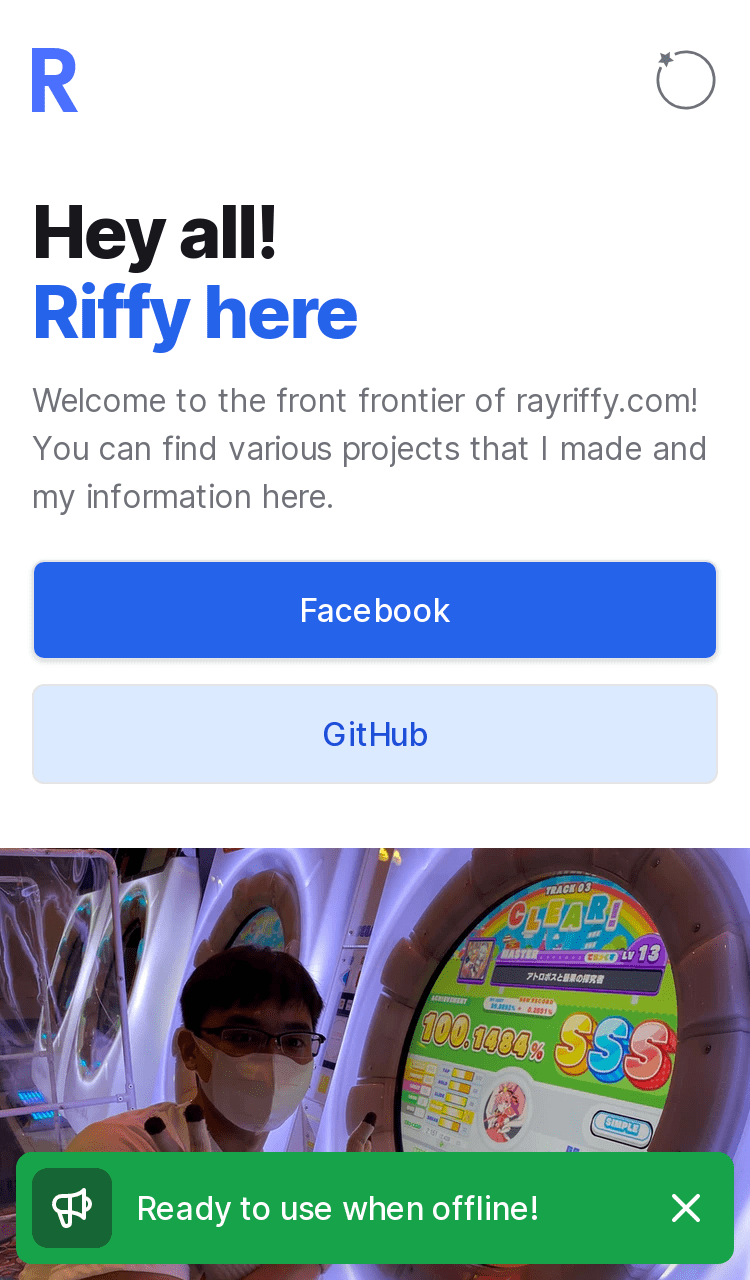 R
Hey all!
Riffy here
Welcome to the front frontier of rayriffy.com!
You can find various projects that I made and
my information here.
Facebook
GitHub
TRACK 03
CLEAR!
MASTER
LV 13
アトロポスと最果の探究者
ACHIEVEMENT
NEW RECORD
100.1484%
SSS
SIMPLE
Ready to use when offline!